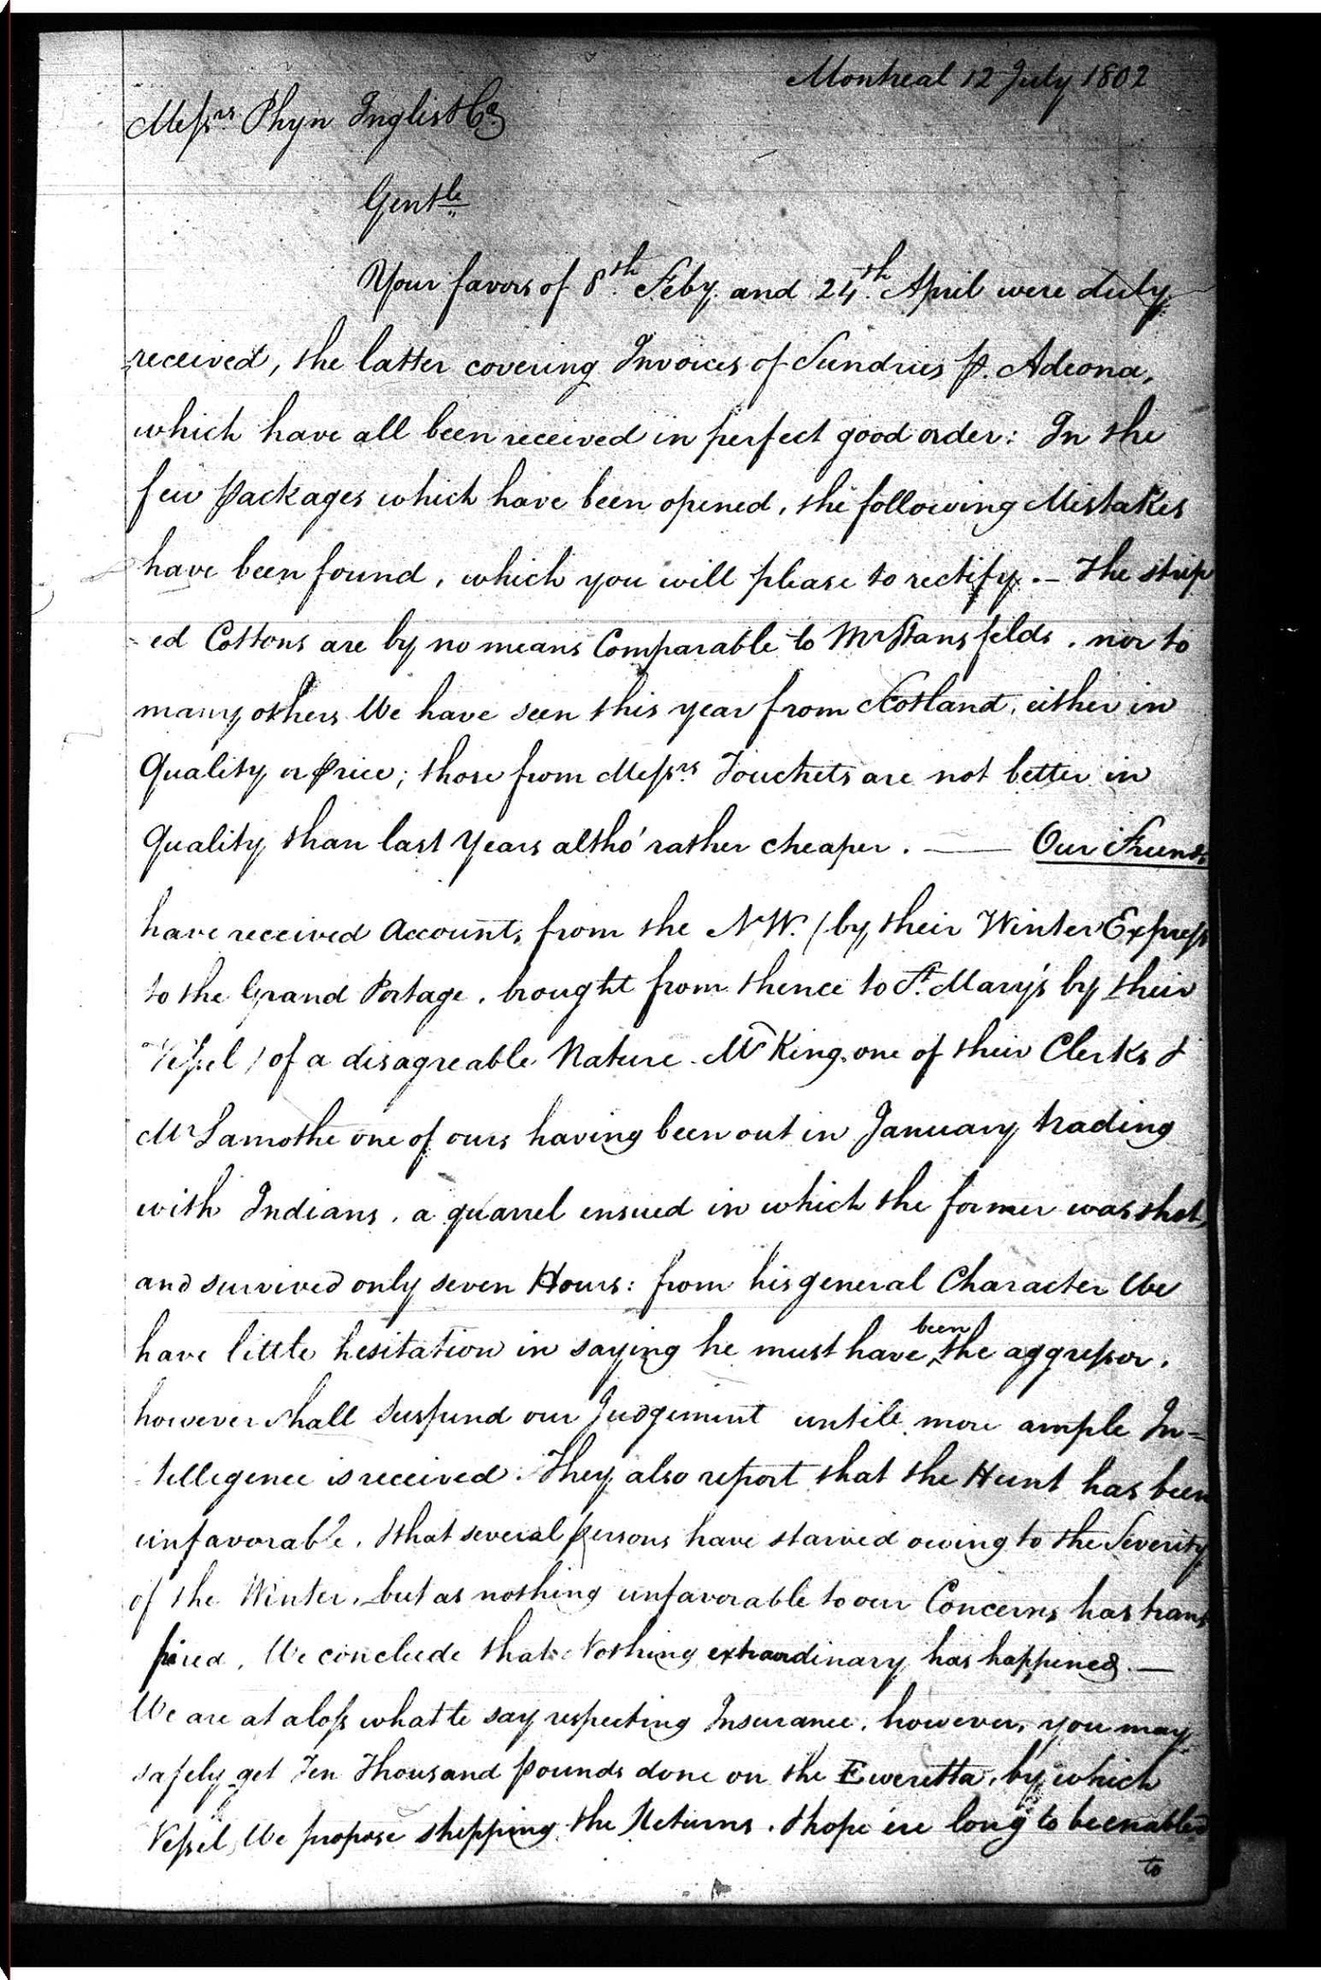 Montreal 12 July 1802
Messrs Phyn Inglis & Co
Gentle
Your favors of 8th Feby. and 24th April were duly
received, the latter covering Invoices of Sundries p. Adeona,
which have all been received in perfect good order: In the
few packages which have been opened, the following Mistakes
have been found, which you will please to rectify. — The strip
ed Cottons are by no means Comparable to Mr Stansfelds, nor to
many others We have seen this year from Scotland, either in
Quality or Price; those from Messrs Touchets are not better in
Quality than last Years altho' rather cheaper. — Our Friends
have received Accounts, from the N W. (by their Winter Express
to the Grand Portage, brought from thence to St. Mary's by their
Vessel) of a disagreable Nature. Mr King, one of their Clerks &
Mr Lamothe one of ours having been out in January trading
with Indians, a quarrel ensued in which the former was shot,
and survived only seven Hours: from his general Character We
have little hesitation in saying he must have been the aggressor,
however shall suspend our Judgement untill more ample In=
telligence is received. They also report that the Hunt has been
unfavorable, & that several persons have starved owing to the Severity
of the Winter, but as nothing unfavorable to our Concerns has trans
pired, We conclude that Nothing extraordinary has happened. —
We are at a loss what to say respecting Insurance, however, you may
safely get Ten Thousand pounds done on the Eweretta, by which
Vessel, We propose shipping the Returns, & hope ere long to be enabled
to